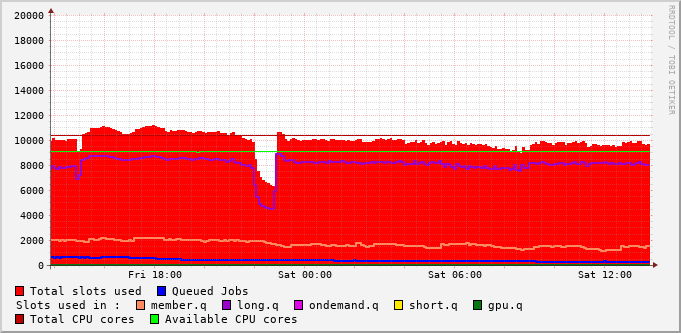 RRDTOOL / TOBI OETIKER
20000
18000
16000
14000
12000
10000
8000
6000
4000
2000
0
Fri 18:00 Sat 00:00 Sat 06:00 Sat 12:00
Total slots used Queued Jobs
Slots used in : member.q long.q ondemand.q short.q gpu.q
Total CPU cores Available CPU cores